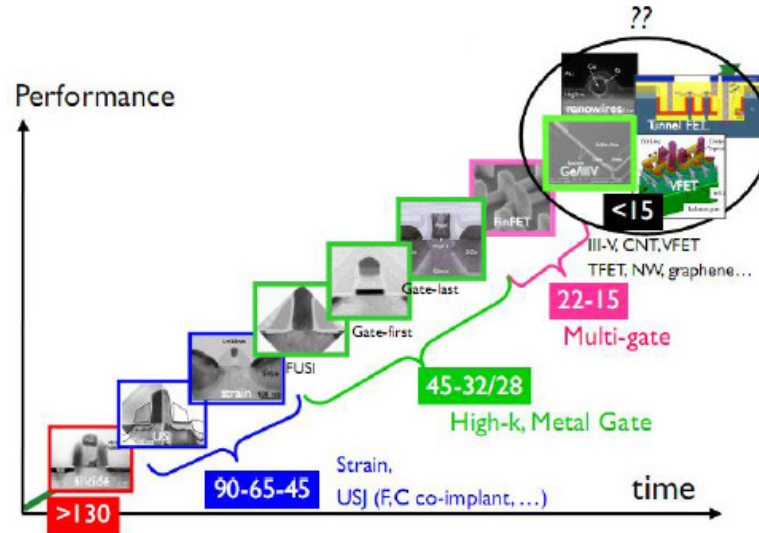 ??
Performance
nanowires
Tunnel FET
Ge/III/V
VFET
FinFET
<15
III-V, CNT, VFET
TFET, NW, graphene...
Gate-last
22-15
Multi-gate
Gate-first
FUSI
45-32/28
High-k, Metal Gate
strain
USJ
silicide
90-65-45
Strain,
USJ (F, C co-implant, ...)
time
>130